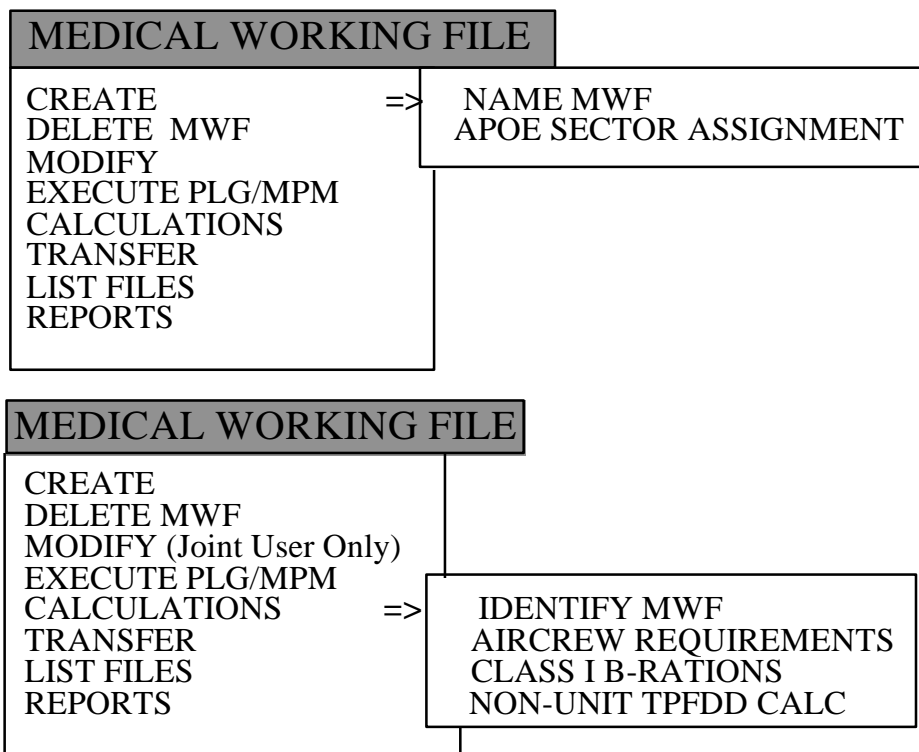 MEDICAL WORKING FILE
CREATE => NAME MWF
DELETE MWF APOE SECTOR ASSIGNMENT
MODIFY
EXECUTE PLG/MPM
CALCULATIONS
TRANSFER
LIST FILES
REPORTS
MEDICAL WORKING FILE
CREATE
DELETE MWF
MODIFY (Joint User Only)
EXECUTE PLG/MPM
CALCULATIONS => IDENTIFY MWF
TRANSFER AIRCREW REQUIREMENTS
LIST FILES CLASS I B-RATIONS
REPORTS NON-UNIT TPFDD CALC